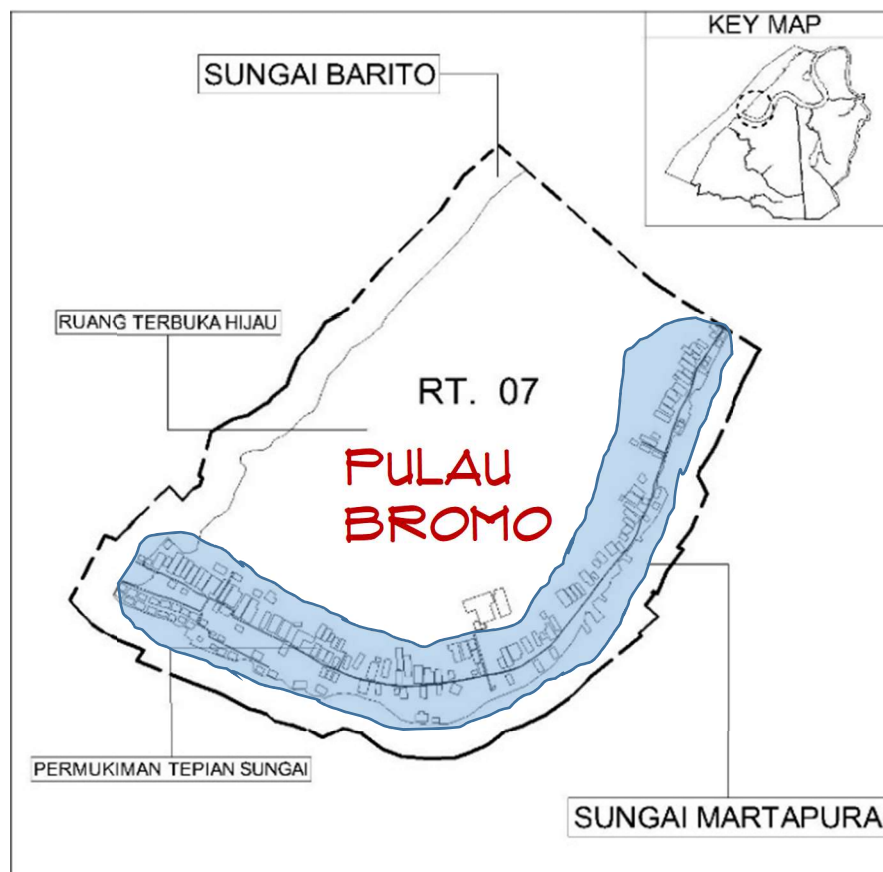 KEY MAP
SUNGAI BARITO
RUANG TERBUKA HIJAU
RT. 07
PULAU
BROMO
PERMUKIMAN TEPIAN SUNGAI
SUNGAI MARTAPURA